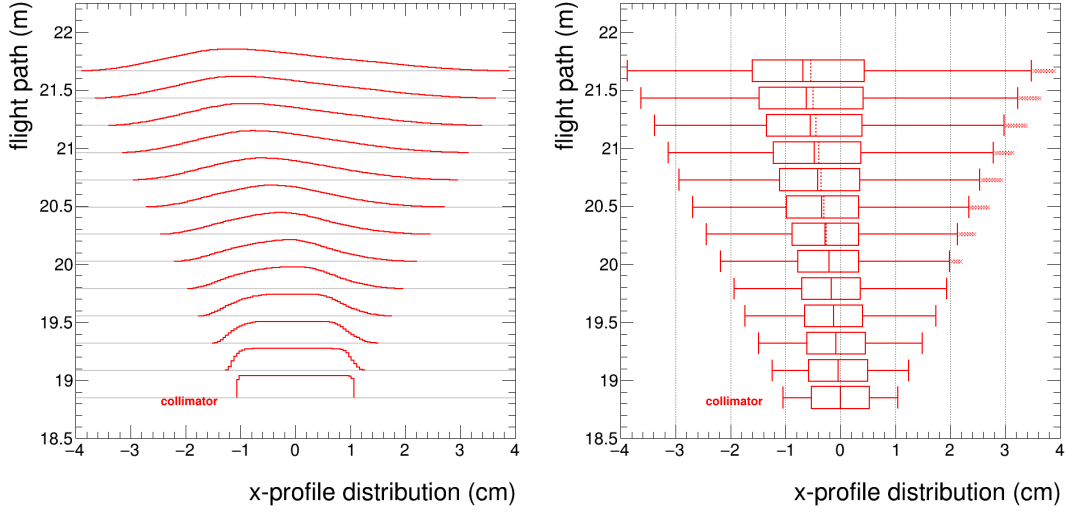 flight path (m)
22
21.5
21
20.5
20
19.5
19
18.5
collimator
−4 −3 −2 −1 0 1 2 3 4
x-profile distribution (cm)
flight path (m)
22
21.5
21
20.5
20
19.5
19
18.5
collimator
−4 −3 −2 −1 0 1 2 3 4
x-profile distribution (cm)